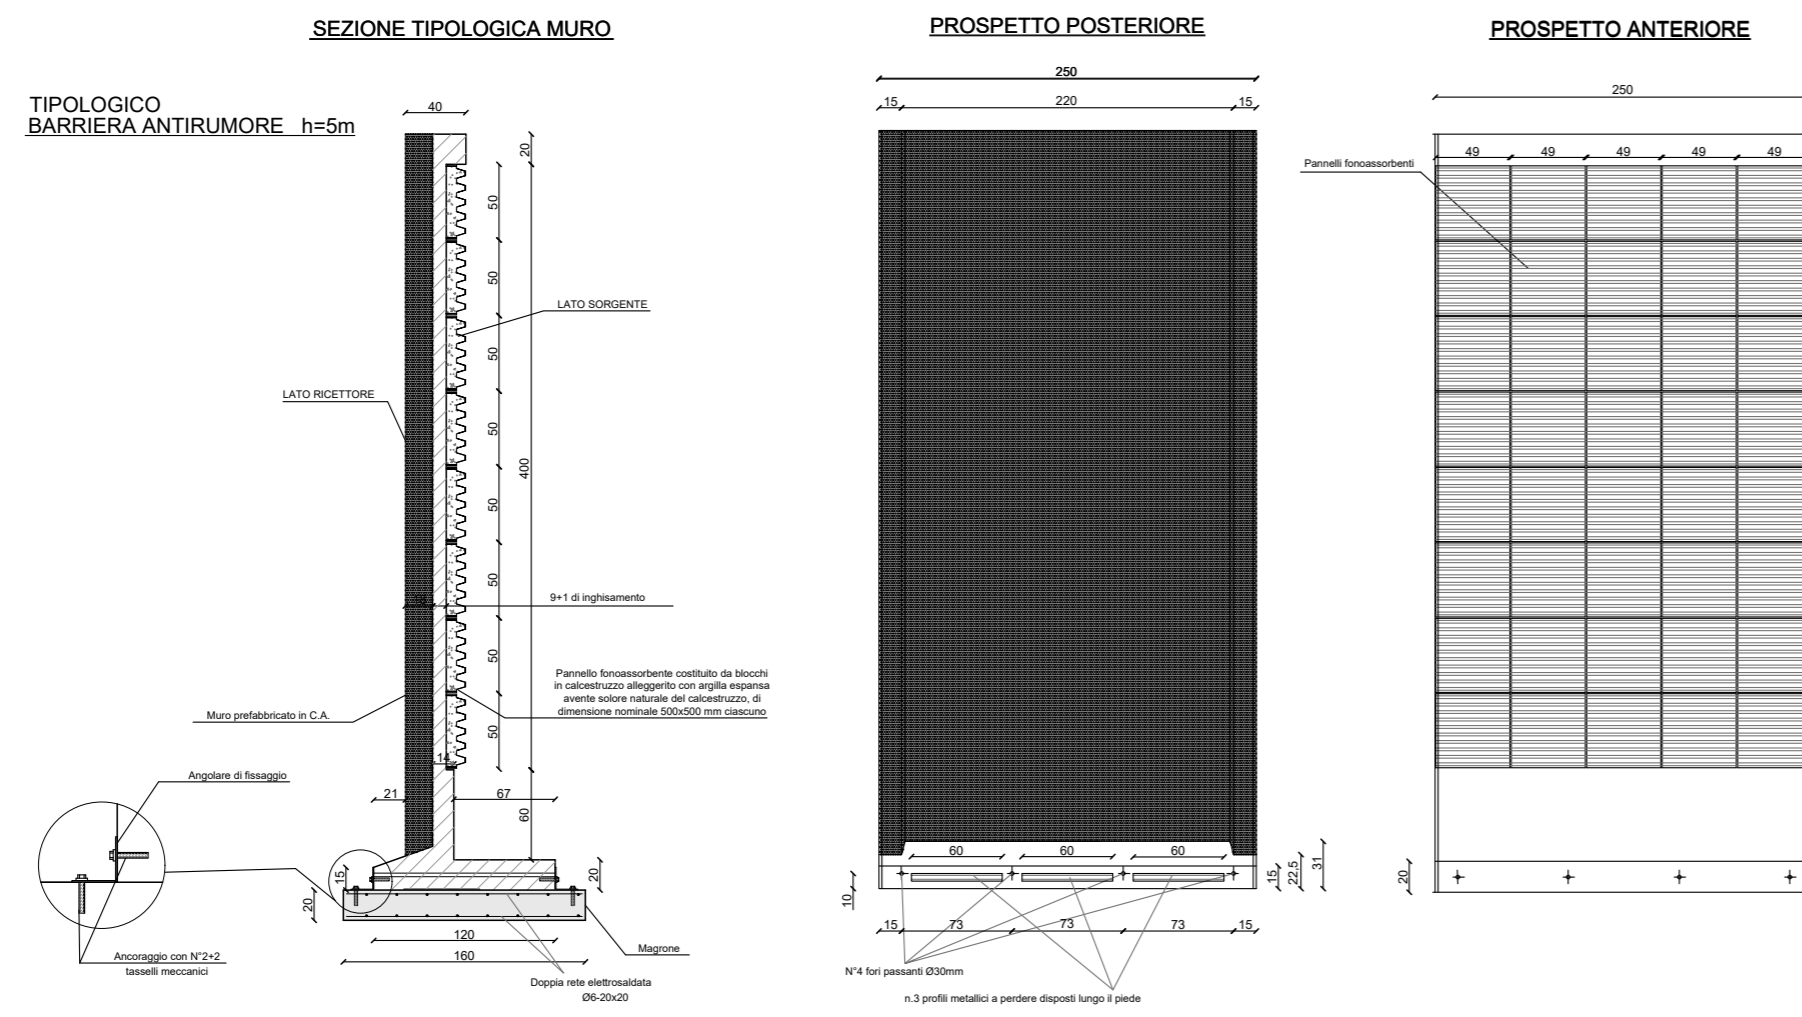 SEZIONE TIPOLOGICA MURO
PROSPETTO POSTERIORE
PROSPETTO ANTERIORE
TIPOLOGICO
BARRIERA ANTIRUMORE h=5m
40
20
50
50
50
50
50
50
50
50
400
60
LATO SORGENTE
LATO RICETTORE
18
9+1 di inghisamento
Pannello fonoassorbente costituito da blocchi
in calcestruzzo alleggerito con argilla espansa
avente solore naturale del calcestruzzo, di
dimensione nominale 500x500 mm ciascuno
Muro prefabbricato in C.A.
14
Angolare di fissaggio
21
67
15
20
20
120
160
Magrone
Ancoraggio con N°2+2
tasselli meccanici
Doppia rete elettrosaldata
Ø6-20x20
250
15
220
15
60
60
60
10
15
22,5
31
15
73
73
73
15
N°4 fori passanti Ø30mm
n.3 profili metallici a perdere disposti lungo il piede
250
49
49
49
49
49
Pannelli fonoassorbenti
20